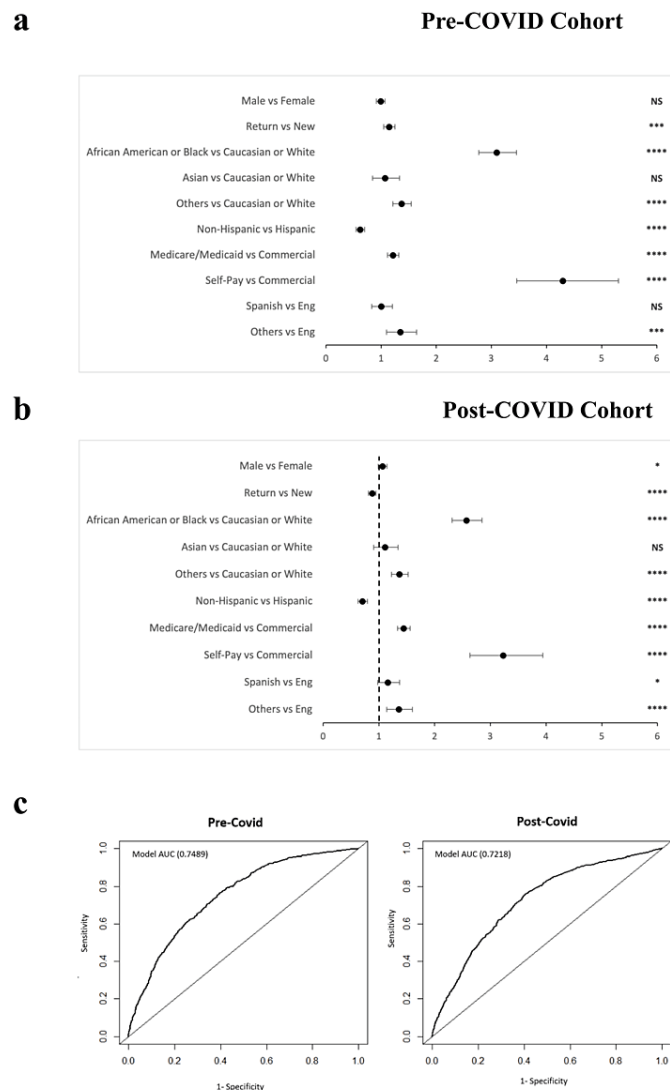 a
Pre-COVID Cohort
Male vs Female NS
Return vs New ***
African American or Black vs Caucasian or White ****
Asian vs Caucasian or White NS
Others vs Caucasian or White ****
Non-Hispanic vs Hispanic ****
Medicare/Medicaid vs Commercial ****
Self-Pay vs Commercial ****
Spanish vs Eng NS
Others vs Eng ***
0 1 2 3 4 5 6
b
Post-COVID Cohort
Male vs Female *
Return vs New ****
African American or Black vs Caucasian or White ****
Asian vs Caucasian or White NS
Others vs Caucasian or White ****
Non-Hispanic vs Hispanic ****
Medicare/Medicaid vs Commercial ****
Self-Pay vs Commercial ****
Spanish vs Eng *
Others vs Eng ****
0 1 2 3 4 5 6
c
Pre-Covid
Model AUC (0.7489)
Sensitivity
1.0
0.8
0.6
0.4
0.2
0.0
0.0 0.2 0.4 0.6 0.8 1.0
1- Specificity
Post-Covid
Model AUC (0.7218)
Sensitivity
1.0
0.8
0.6
0.4
0.2
0.0
0.0 0.2 0.4 0.6 0.8 1.0
1- Specificity